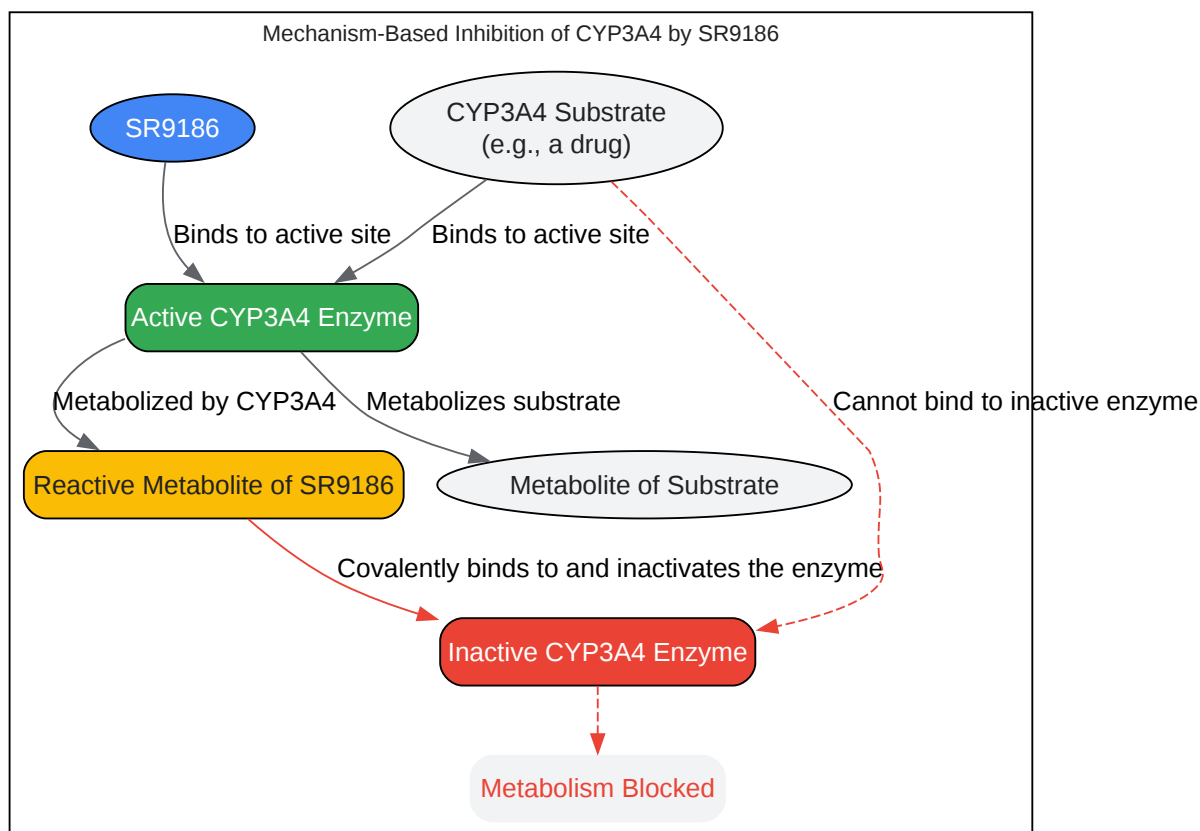 Mechanism-Based Inhibition of CYP3A4 by SR9186
SR9186
CYP3A4 Substrate
(e.g., a drug)
Binds to active site
Binds to active site
Active CYP3A4 Enzyme
Metabolized by CYP3A4
Metabolizes substrate
Cannot bind to inactive enzyme
Reactive Metabolite of SR9186
Metabolite of Substrate
Covalently binds to and inactivates the enzyme
Inactive CYP3A4 Enzyme
Metabolism Blocked